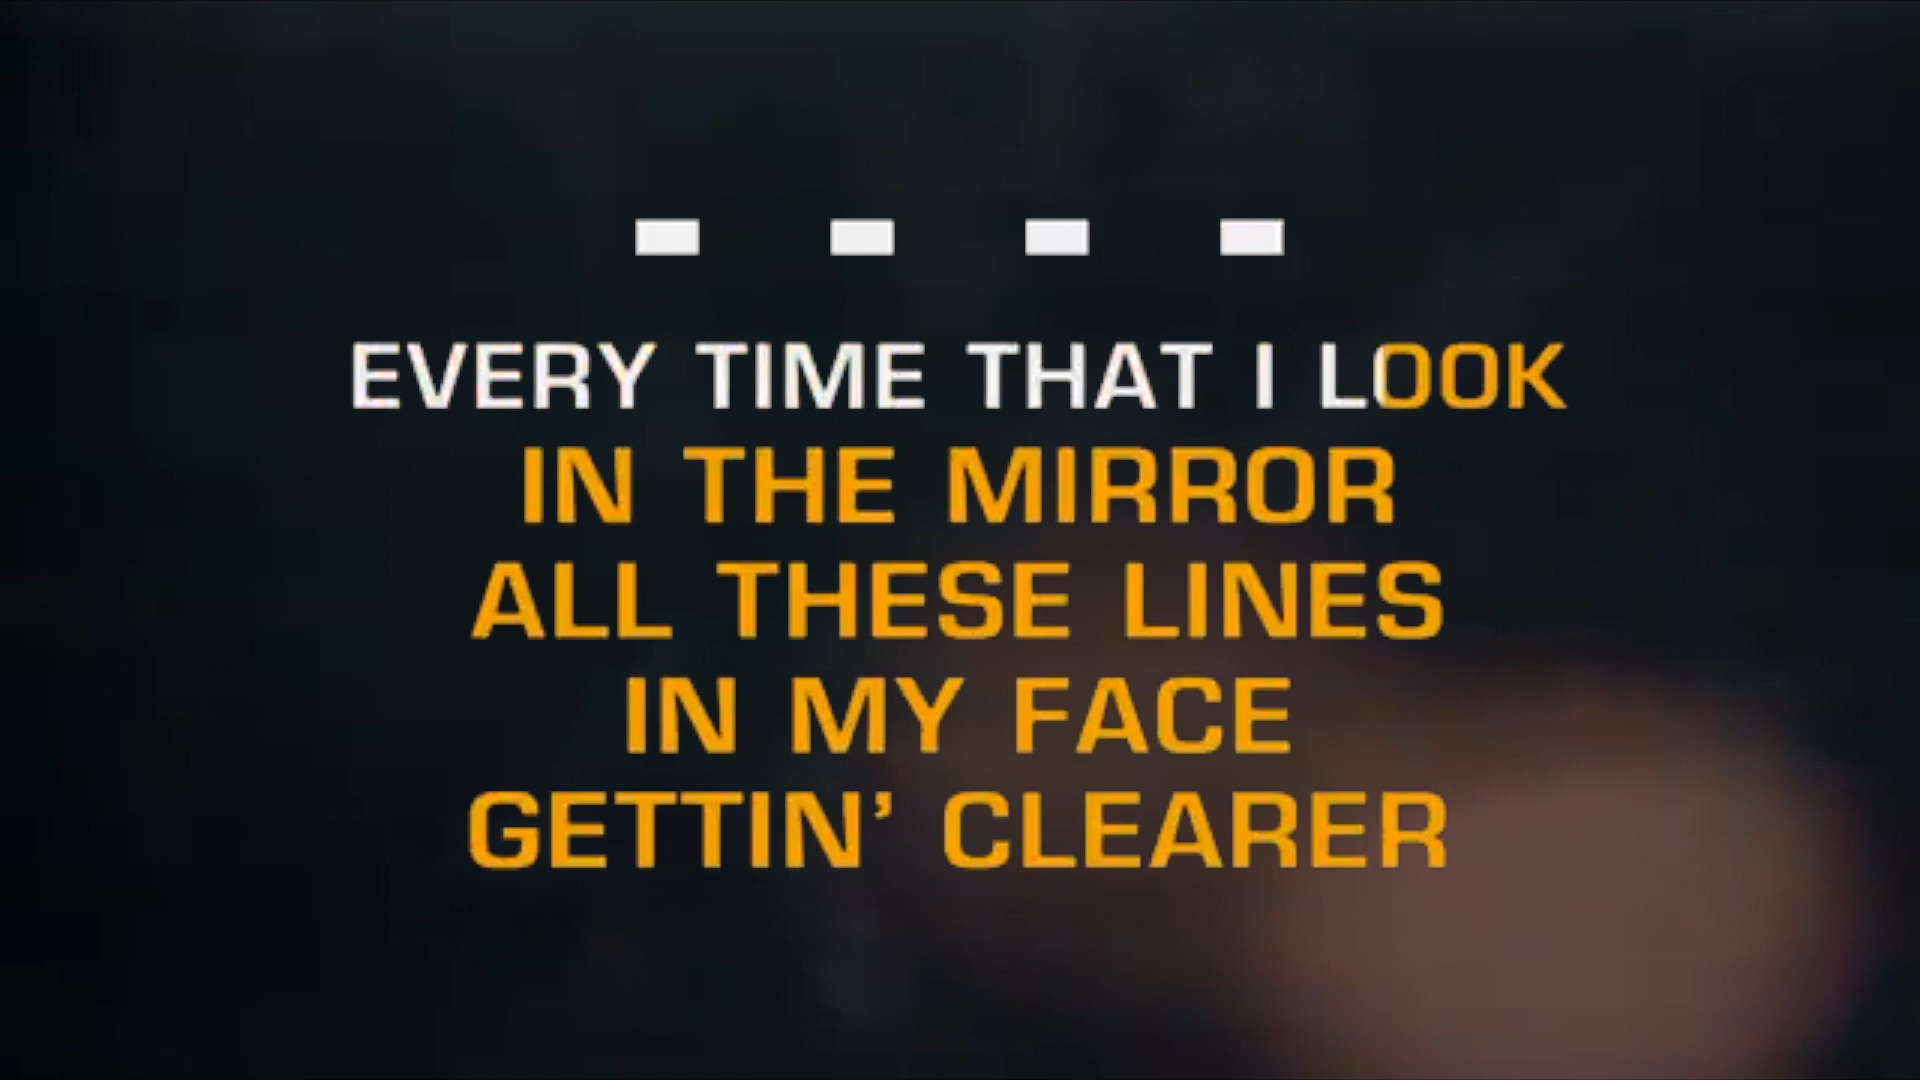 EVERY TIME THAT I LOOK
IN THE MIRROR
ALL THESE LINES
IN MY FACE
GETTIN’ CLEARER